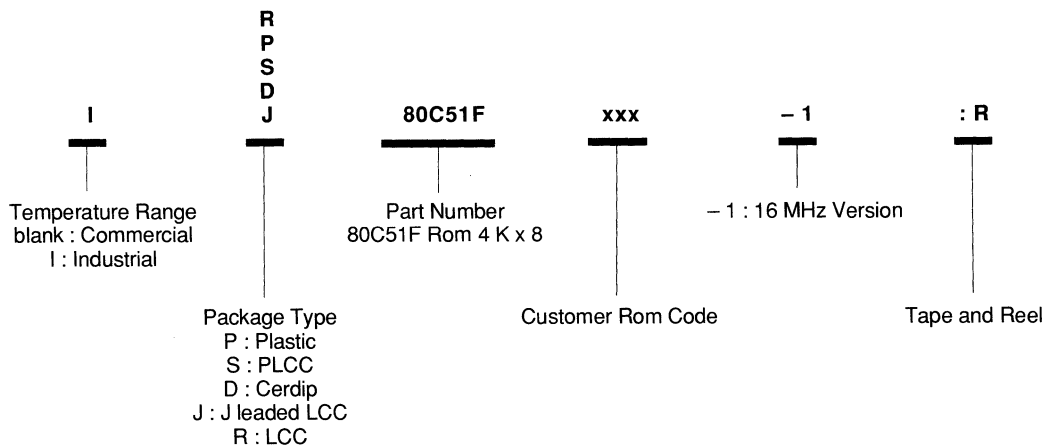 R
P
S
D
I J 80C51F xxx – 1 : R
Temperature Range
blank : Commercial
I : Industrial
Part Number
80C51F Rom 4 K x 8
– 1 : 16 MHz Version
Package Type
P : Plastic
S : PLCC
D : Cerdip
J : J leaded LCC
R : LCC
Customer Rom Code
Tape and Reel